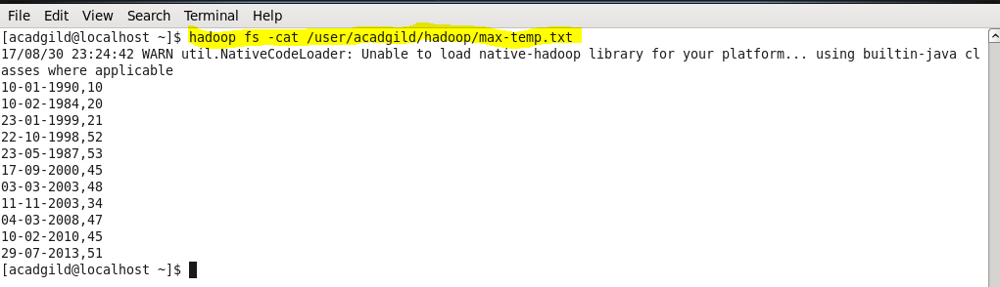 File Edit View Search Terminal Help
[acadgild@localhost ~]$ hadoop fs -cat /user/acadgild/hadoop/max-temp.txt
17/08/30 23:24:42 WARN util.NativeCodeLoader: Unable to load native-hadoop library for your platform... using builtin-java cl
asses where applicable
10-01-1990,10
10-02-1984,20
23-01-1999,21
22-10-1998,52
23-05-1987,53
17-09-2000,45
03-03-2003,48
11-11-2003,34
04-03-2008,47
10-02-2010,45
29-07-2013,51
[acadgild@localhost ~]$